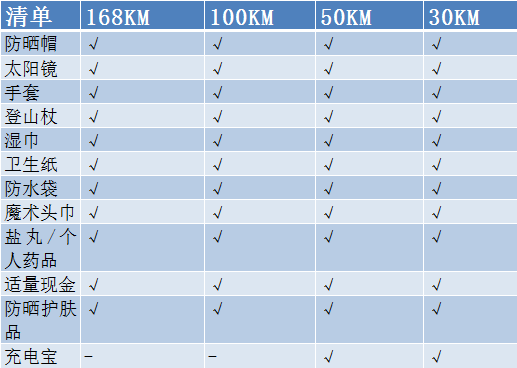 清单 168KM 100KM 50KM 30KM
防晒帽 √ √ √ √
太阳镜 √ √ √ √
手套 √ √ √ √
登山杖 √ √ √ √
湿巾 √ √ √ √
卫生纸 √ √ √ √
防水袋 √ √ √ √
魔术头巾 √ √ √ √
盐丸/个 √ √ √ √
人药品
适量现金 √ √ √ √
防晒护肤 √ √ √ √
品
充电宝 - - √ √